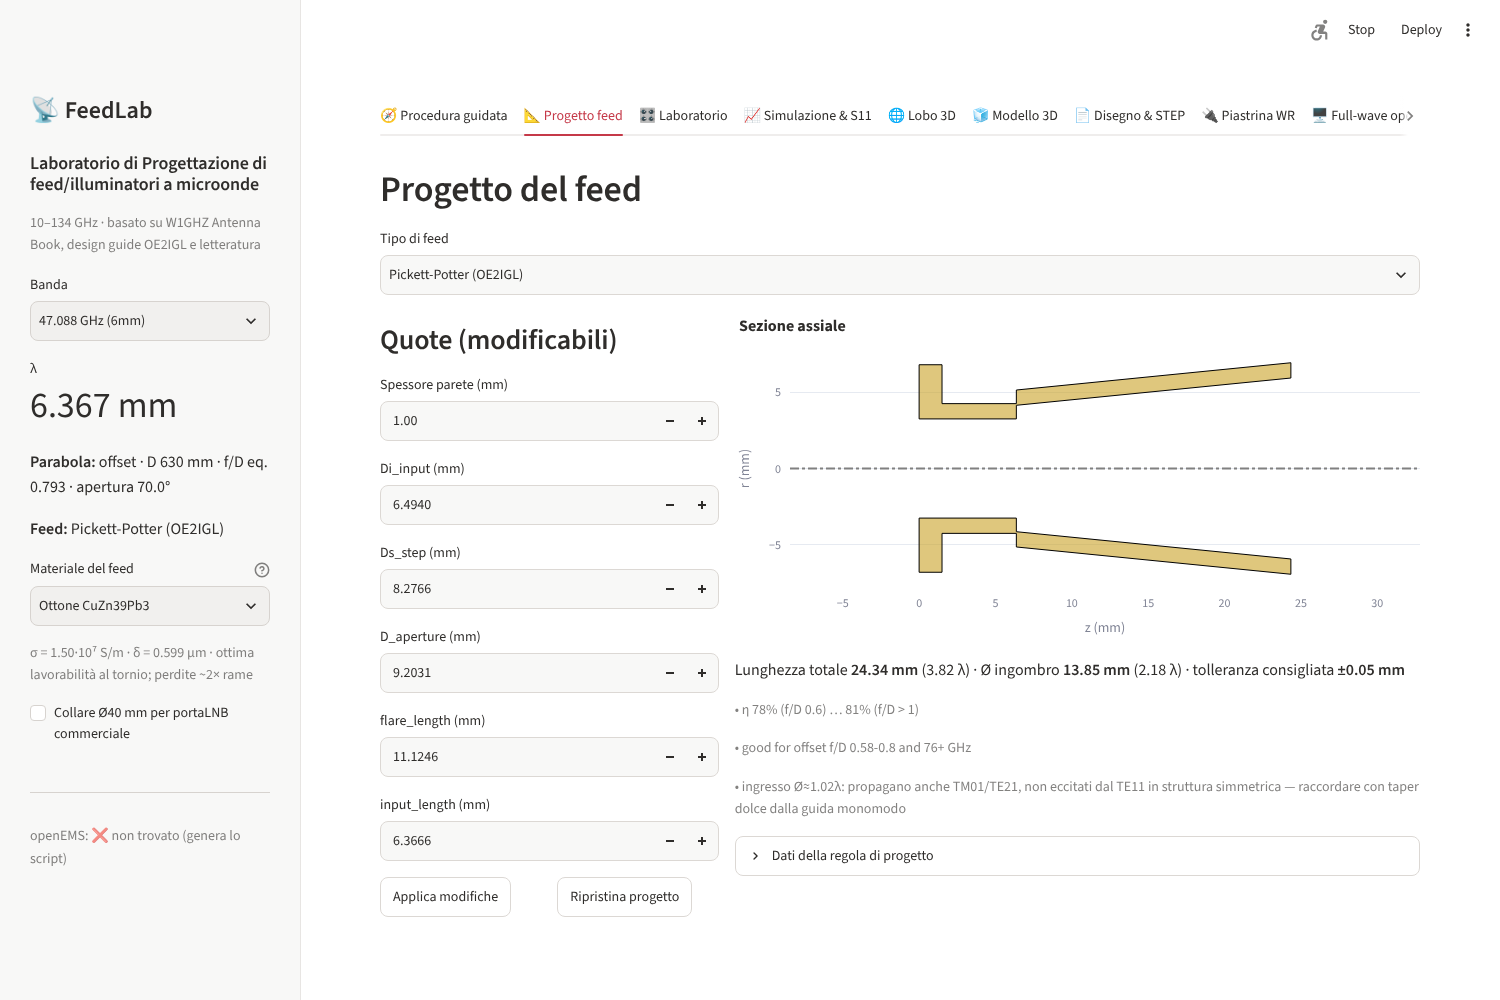 Stop
Deploy
📡 FeedLab
Laboratorio di Progettazione di
feed/illuminatori a microonde
10–134 GHz · basato su W1GHZ Antenna
Book, design guide OE2IGL e letteratura
Banda
47.088 GHz (6mm)
λ
6.367 mm
Parabola: offset · D 630 mm · f/D eq.
0.793 · apertura 70.0°
Feed: Pickett-Potter (OE2IGL)
Materiale del feed
Ottone CuZn39Pb3
σ = 1.50·10⁷ S/m · δ = 0.599 µm · ottima
lavorabilità al tornio; perdite ~2× rame
Collare Ø40 mm per portaLNB
commerciale
openEMS: ❌ non trovato (genera lo
script)
🧭 Procedura guidata
📐 Progetto feed
🎛️ Laboratorio
📈 Simulazione & S11
🌐 Lobo 3D
🧊 Modello 3D
📄 Disegno & STEP
🔌 Piastrina WR
🖥️ Full-wave op
Progetto del feed
Tipo di feed
Pickett-Potter (OE2IGL)
Quote (modificabili)
Spessore parete (mm)
1.00
Di_input (mm)
6.4940
Ds_step (mm)
8.2766
D_aperture (mm)
9.2031
flare_length (mm)
11.1246
input_length (mm)
6.3666
Applica modifiche
Ripristina progetto
Sezione assiale
r (mm)
5
0
−5
−5
0
5
10
15
20
25
30
z (mm)
Lunghezza totale 24.34 mm (3.82 λ) · Ø ingombro 13.85 mm (2.18 λ) · tolleranza consigliata ±0.05 mm
• η 78% (f/D 0.6) … 81% (f/D > 1)
• good for offset f/D 0.58-0.8 and 76+ GHz
• ingresso Ø≈1.02λ: propagano anche TM01/TE21, non eccitati dal TE11 in struttura simmetrica — raccordare con taper
dolce dalla guida monomodo
Dati della regola di progetto